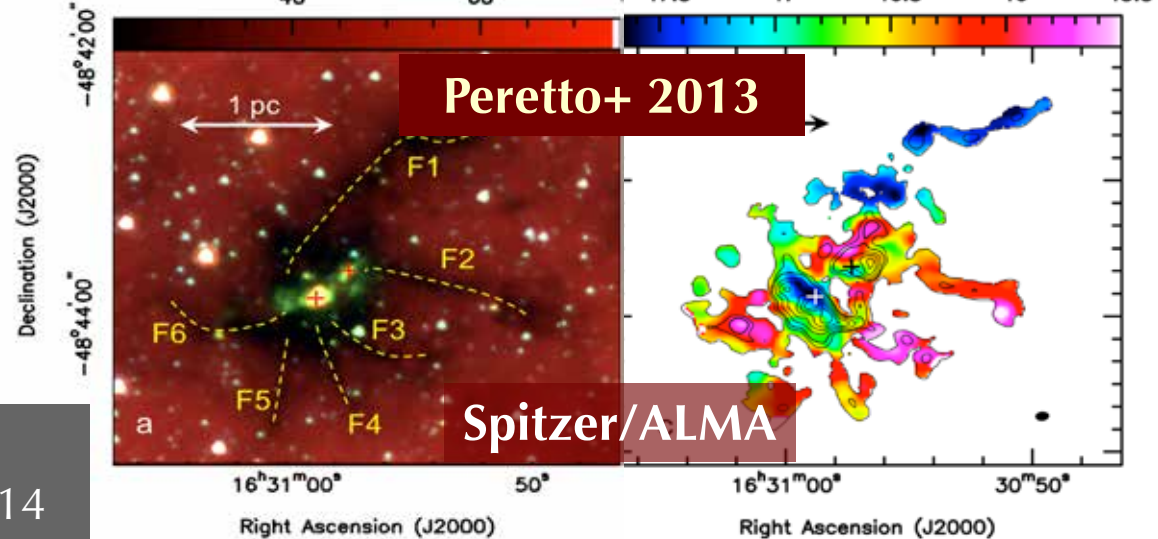 Peretto+ 2013
−48°42'00"
1 pc
F1
F2
F3
F4
F5
F6
a
Declination (J2000)
−48°44'00"
Spitzer/ALMA
14
16ʰ31ᵐ00ˢ
50ˢ
16ʰ31ᵐ00ˢ
30ᵐ50ˢ
Right Ascension (J2000)
Right Ascension (J2000)